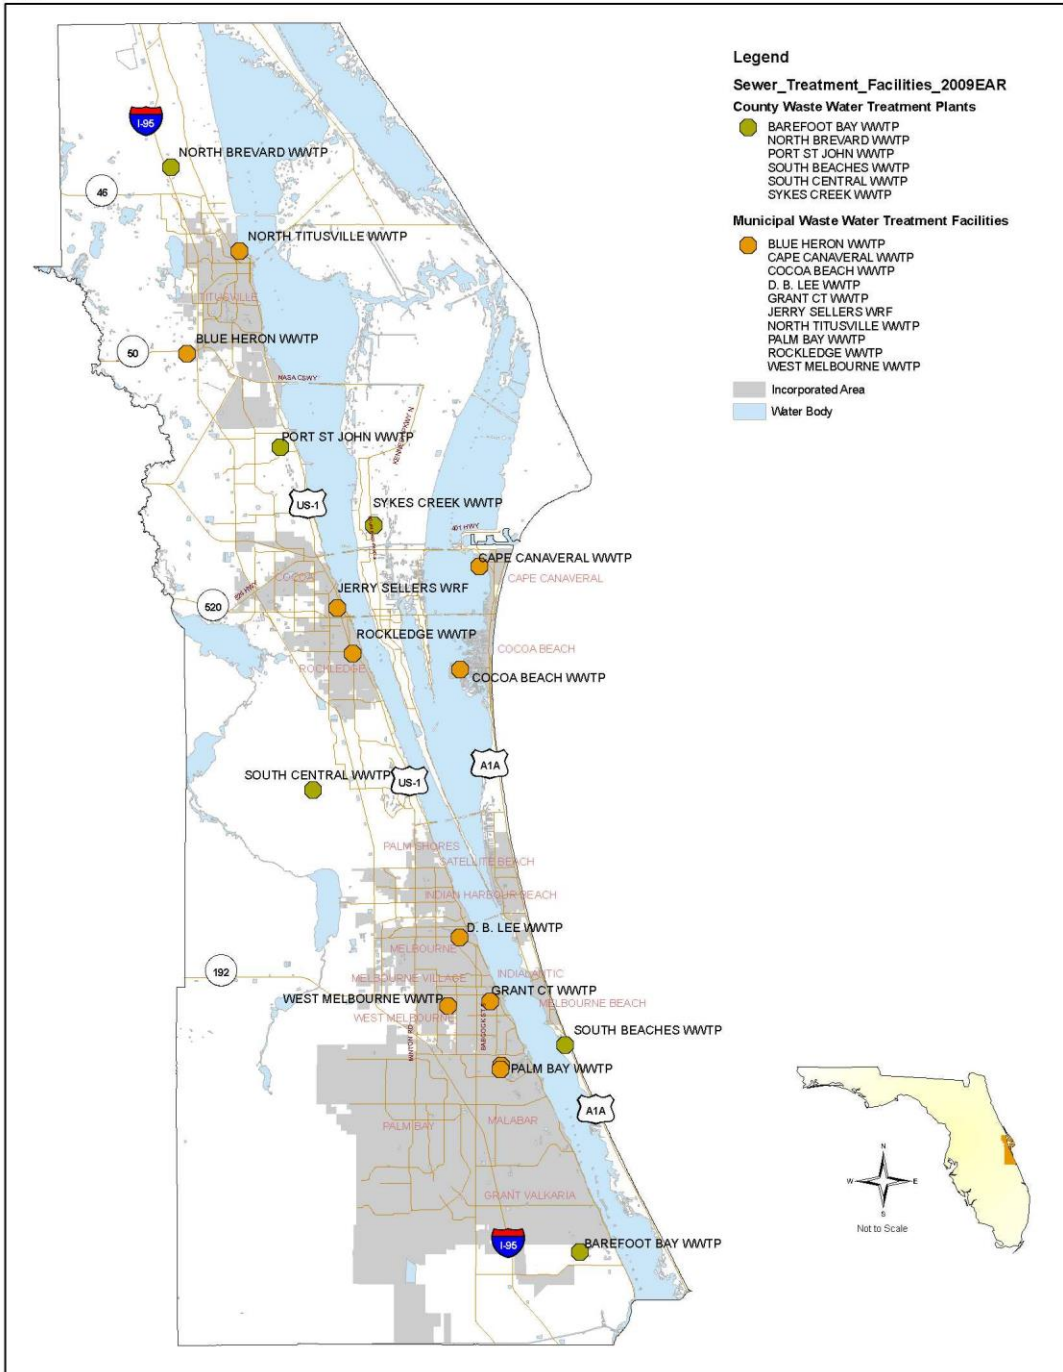 Legend
Sewer_Treatment_Facilities_2009EAR
County Waste Water Treatment Plants
BAREFOOT BAY WWTP
NORTH BREVARD WWTP
PORT ST JOHN WWTP
SOUTH BEACHES WWTP
SOUTH CENTRAL WWTP
SYKES CREEK WWTP
Municipal Waste Water Treatment Facilities
BLUE HERON WWTP
CAPE CANAVERAL WWTP
COCOA BEACH WWTP
D. B. LEE WWTP
GRANT CT WWTP
JERRY SELLERS WRF
NORTH TITUSVILLE WWTP
PALM BAY WWTP
ROCKLEDGE WWTP
WEST MELBOURNE WWTP
Incorporated Area
Water Body
I-95
NORTH BREVARD WWTP
46
NORTH TITUSVILLE WWTP
TITUSVILLE
BLUE HERON WWTP
50
NASA CSWY
KENNEDY PKWY N
PORT ST JOHN WWTP
US-1
SYKES CREEK WWTP
401 HWY
CAPE CANAVERAL WWTP
CAPE CANAVERAL
COCOA
JERRY SELLERS WRF
520
ROCKLEDGE WWTP
ROCKLEDGE
COCOA BEACH
COCOA BEACH WWTP
SOUTH CENTRAL WWTP
US-1
A1A
PALM SHORES
SATELLITE BEACH
INDIAN HARBOUR BEACH
D. B. LEE WWTP
MELBOURNE
192
MELBOURNE VILLAGE
INDIALANTIC
GRANT CT WWTP
WEST MELBOURNE WWTP
MELBOURNE BEACH
WEST MELBOURNE
MINTON RD
BABCOCK ST
SOUTH BEACHES WWTP
PALM BAY WWTP
A1A
PALM BAY
MALABAR
GRANT VALKARIA
I-95
BAREFOOT BAY WWTP
N
W
E
S
Not to Scale